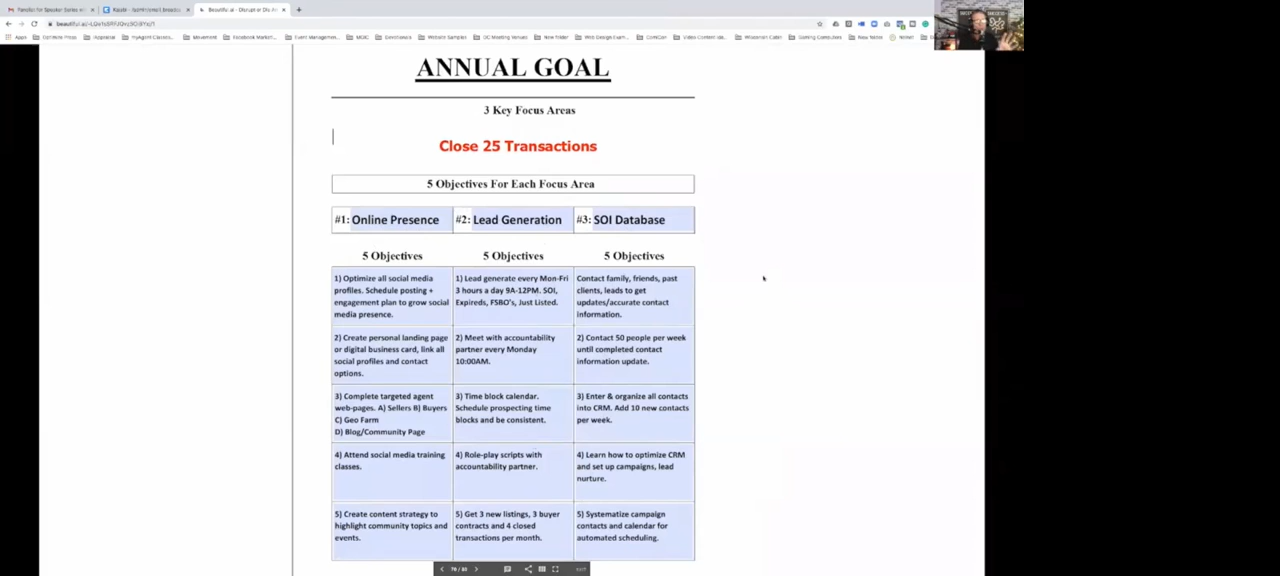 Beautiful.ai - Disrupt or Die A
Apps
ANNUAL GOAL
3 Key Focus Areas
Close 25 Transactions
5 Objectives For Each Focus Area
#1: Online Presence
#2: Lead Generation
#3: SOI Database
5 Objectives
5 Objectives
5 Objectives
1) Optimize all social media
profiles. Schedule posting +
engagement plan to grow social
media presence.
1) Lead generate every Mon-Fri
3 hours a day 9A-12PM. SOI,
Expireds, FSBO's, Just Listed.
Contact family, friends, past
clients, leads to get
updates/accurate contact
information.
2) Create personal landing page
or digital business card, link all
social profiles and contact
options.
2) Meet with accountability
partner every Monday
10:00AM.
2) Contact 50 people per week
until completed contact
information update.
3) Complete targeted agent
web-pages. A) Sellers B) Buyers
C) Geo Farm
D) Blog/Community Page
3) Time block calendar.
Schedule prospecting time
blocks and be consistent.
3) Enter & organize all contacts
into CRM. Add 10 new contacts
per week.
4) Attend social media training
classes.
4) Role-play scripts with
accountability partner.
4) Learn how to optimize CRM
and set up campaigns, lead
nurture.
5) Create content strategy to
highlight community topics and
events.
5) Get 3 new listings, 3 buyer
contracts and 4 closed
transactions per month.
5) Systematize campaign
contacts and calendar for
automated scheduling.